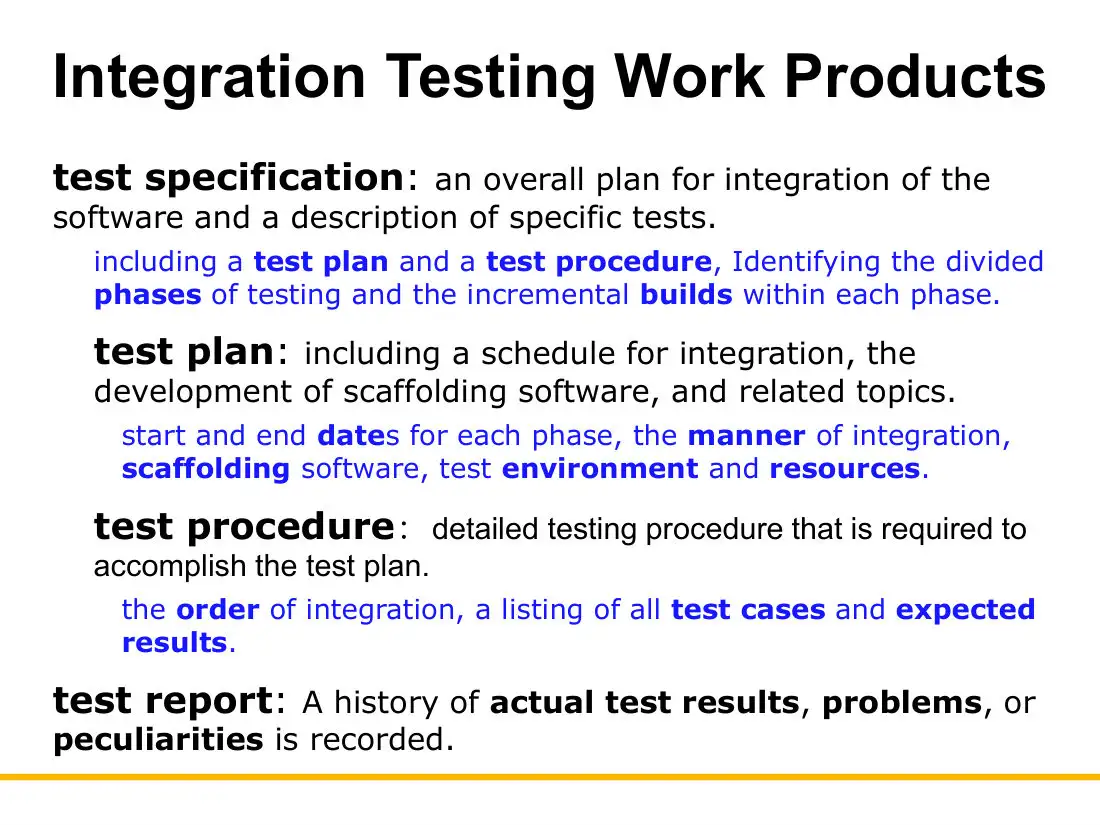 Integration Testing Work Products
test specification: an overall plan for integration of the
software and a description of specific tests.
including a test plan and a test procedure, Identifying the divided
phases of testing and the incremental builds within each phase.
test plan: including a schedule for integration, the
development of scaffolding software, and related topics.
start and end dates for each phase, the manner of integration,
scaffolding software, test environment and resources.
test procedure: detailed testing procedure that is required to
accomplish the test plan.
the order of integration, a listing of all test cases and expected
results.
test report: A history of actual test results, problems, or
peculiarities is recorded.